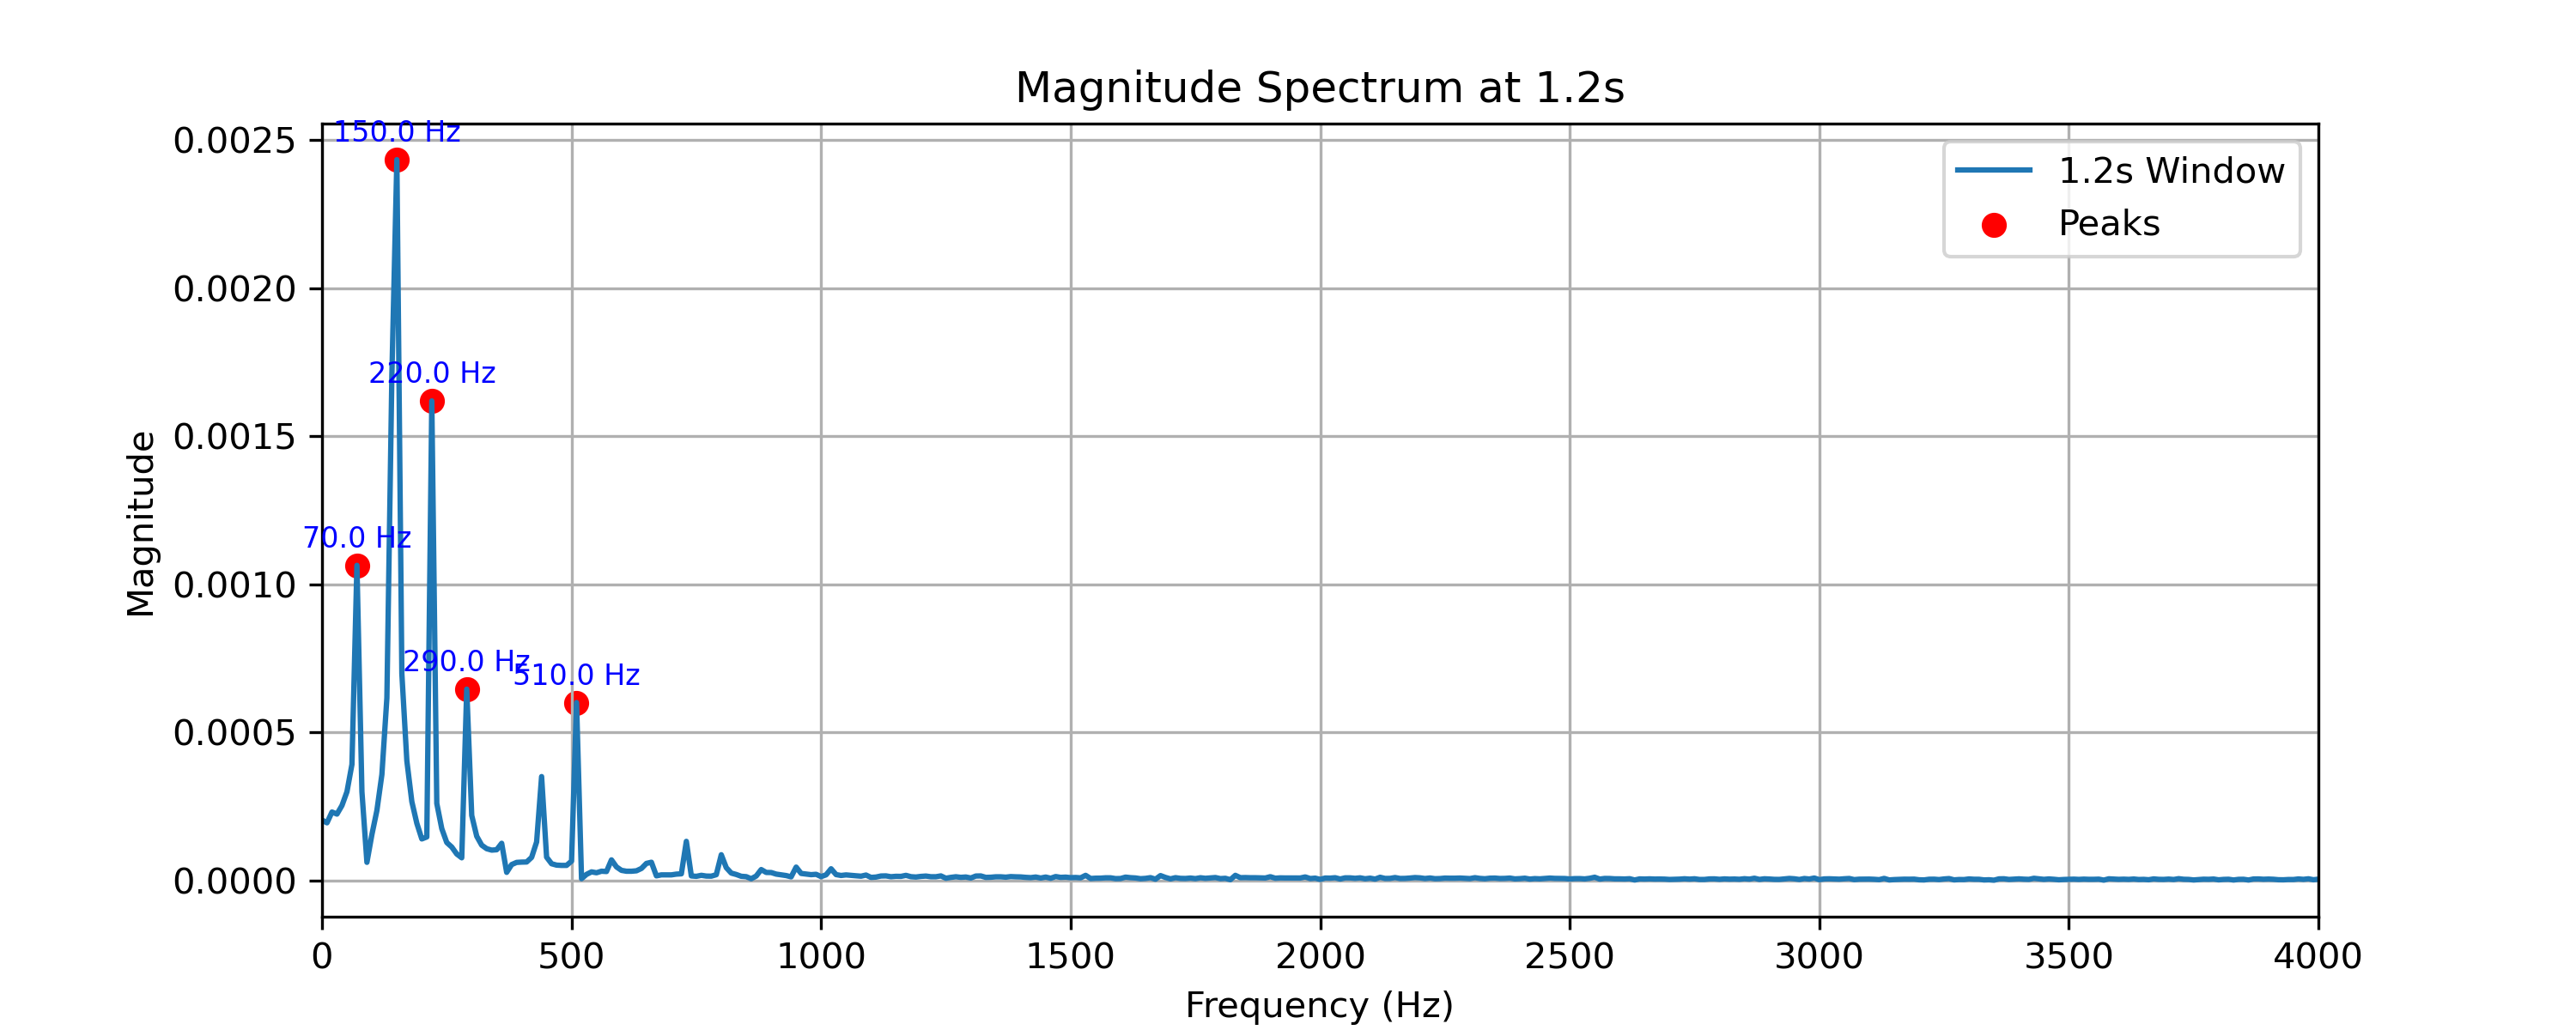 Magnitude Spectrum at 1.2s
Magnitude
0.0025
0.0020
0.0015
0.0010
0.0005
0.0000
150.0 Hz
220.0 Hz
70.0 Hz
290.0 Hz
510.0 Hz
1.2s Window
Peaks
0 500 1000 1500 2000 2500 3000 3500 4000
Frequency (Hz)